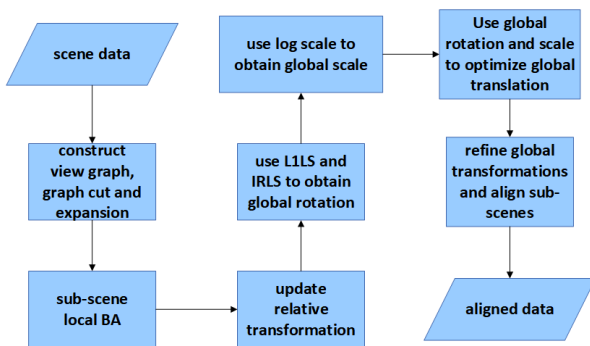 scene data
construct
view graph,
graph cut and
expansion
sub-scene
local BA
update
relative
transformation
use L1LS and
IRLS to obtain
global rotation
use log scale to
obtain global
scale
Use global
rotation and scale
to optimize global
translation
refine global
transformations
and align sub-
scenes
aligned data